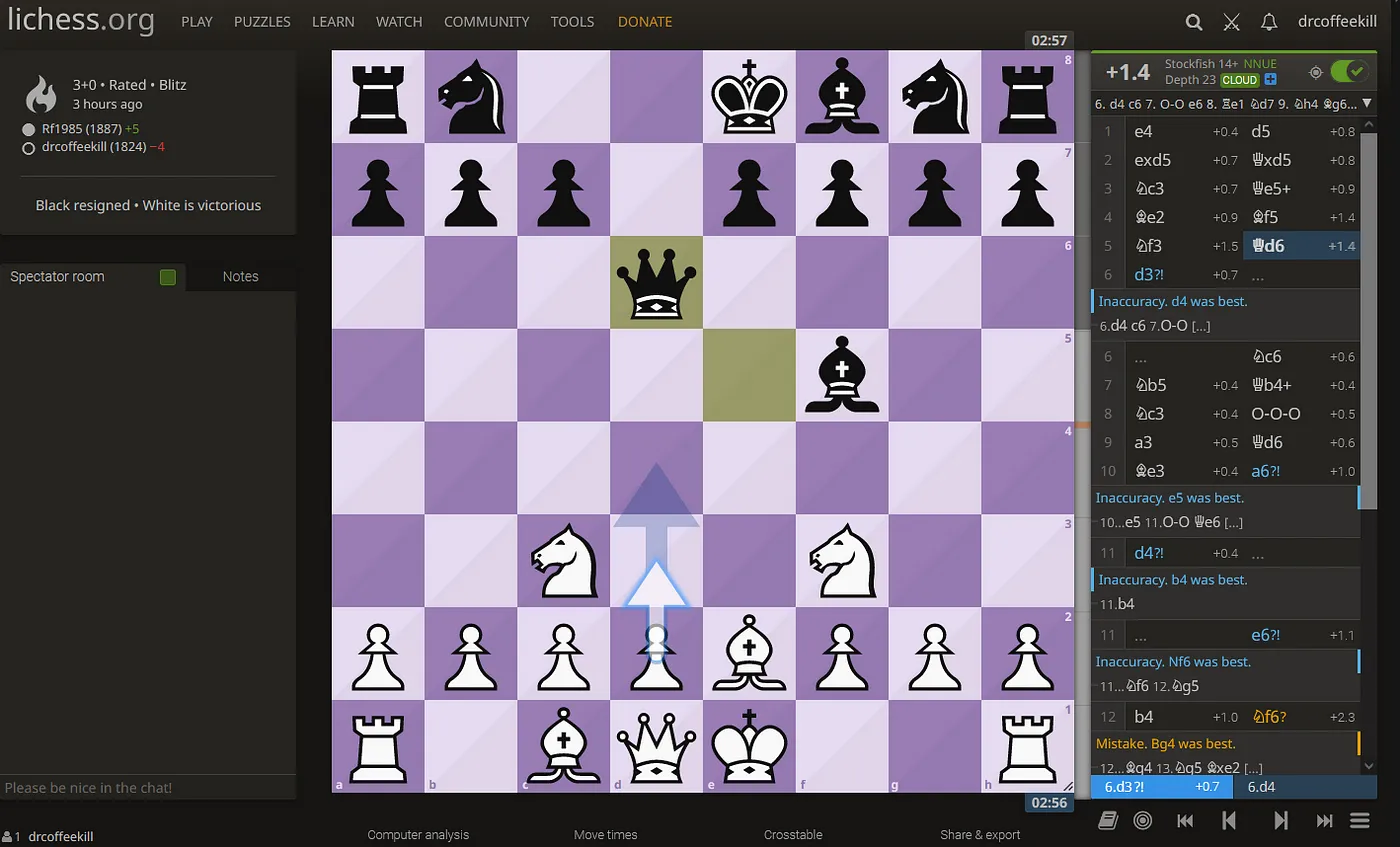 lichess.org PLAY PUZZLES LEARN WATCH COMMUNITY TOOLS DONATE drcoffeekill
3+0 • Rated • Blitz
3 hours ago
Rf1985 (1887) +5
drcoffeekill (1824) −4
Black resigned • White is victorious
Spectator room Notes
Please be nice in the chat!
1 drcoffeekill
02:57
8
7
6
5
4
3
2
1
a b c d e f g h
02:56
Computer analysis Move times Crosstable Share & export
+1.4 Stockfish 14+ NNUE
Depth 23 CLOUD
6. d4 c6 7. O-O e6 8. ♖e1 ♘d7 9. ♘h4 ♗g6...
1 e4 +0.4 d5 +0.8
2 exd5 +0.7 ♕xd5 +0.8
3 ♘c3 +0.7 ♕e5+ +0.9
4 ♗e2 +0.9 ♗f5 +1.4
5 ♘f3 +1.5 ♕d6 +1.4
6 d3?! +0.7 ...
Inaccuracy. d4 was best.
6.d4 c6 7.O-O [...]
6 ... ♘c6 +0.6
7 ♘b5 +0.4 ♕b4+ +0.4
8 ♘c3 +0.4 O-O-O +0.5
9 a3 +0.5 ♕d6 +0.6
10 ♗e3 +0.4 a6?! +1.0
Inaccuracy. e5 was best.
10...e5 11.O-O ♕e6 [...]
11 d4?! +0.4 ...
Inaccuracy. b4 was best.
11.b4
11 ... e6?! +1.1
Inaccuracy. Nf6 was best.
11...♘f6 12.♘g5
12 b4 +1.0 ♘f6? +2.3
Mistake. Bg4 was best.
12...♗g4 13.♘g5 ♗xe2 [...]
6.d3?! +0.7 6.d4